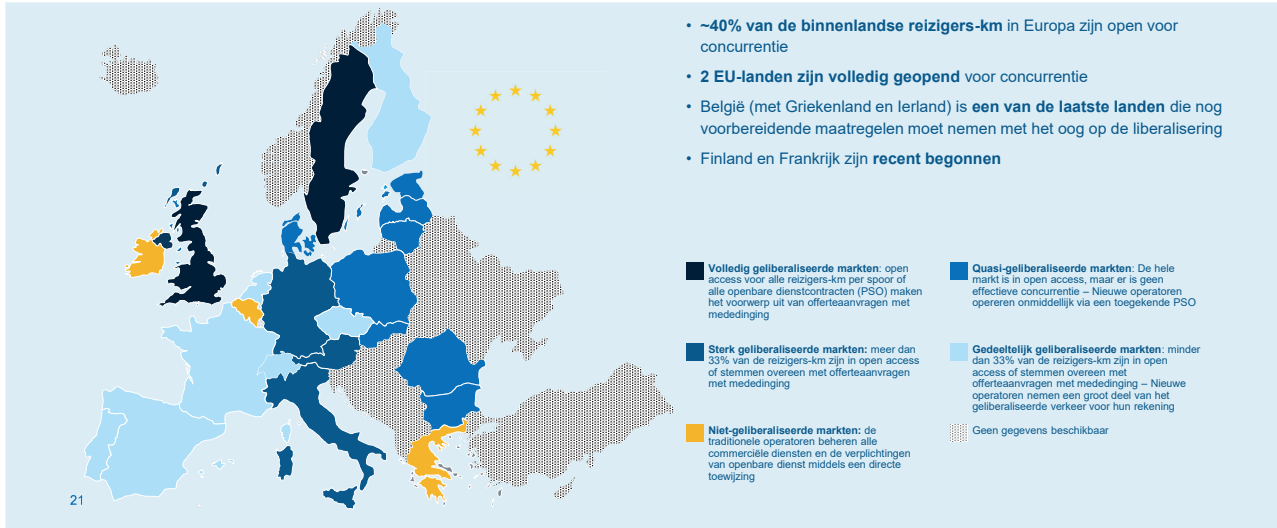 • ~40% van de binnenlandse reizigers-km in Europa zijn open voor
concurrentie
• 2 EU-landen zijn volledig geopend voor concurrentie
• België (met Griekenland en Ierland) is een van de laatste landen die nog
voorbereidende maatregelen moet nemen met het oog op de liberalisering
• Finland en Frankrijk zijn recent begonnen
Volledig geliberaliseerde markten: open
access voor alle reizigers-km per spoor of
alle openbare dienstcontracten (PSO) maken
het voorwerp uit van offerteaanvragen met
mededinging
Quasi-geliberaliseerde markten: De hele
markt is in open access, maar er is geen
effectieve concurrentie – Nieuwe operatoren
opereren onmiddellijk via een toegekende PSO
Sterk geliberaliseerde markten: meer dan
33% van de reizigers-km zijn in open access
of stemmen overeen met offerteaanvragen
met mededinging
Gedeeltelijk geliberaliseerde markten: minder
dan 33% van de reizigers-km zijn in open
access of stemmen overeen met
offerteaanvragen met mededinging – Nieuwe
operatoren nemen een groot deel van het
geliberaliseerde verkeer voor hun rekening
Niet-geliberaliseerde markten: de
traditionele operatoren beheren alle
commerciële diensten en de verplichtingen
van openbare dienst middels een directe
toewijzing
Geen gegevens beschikbaar
21